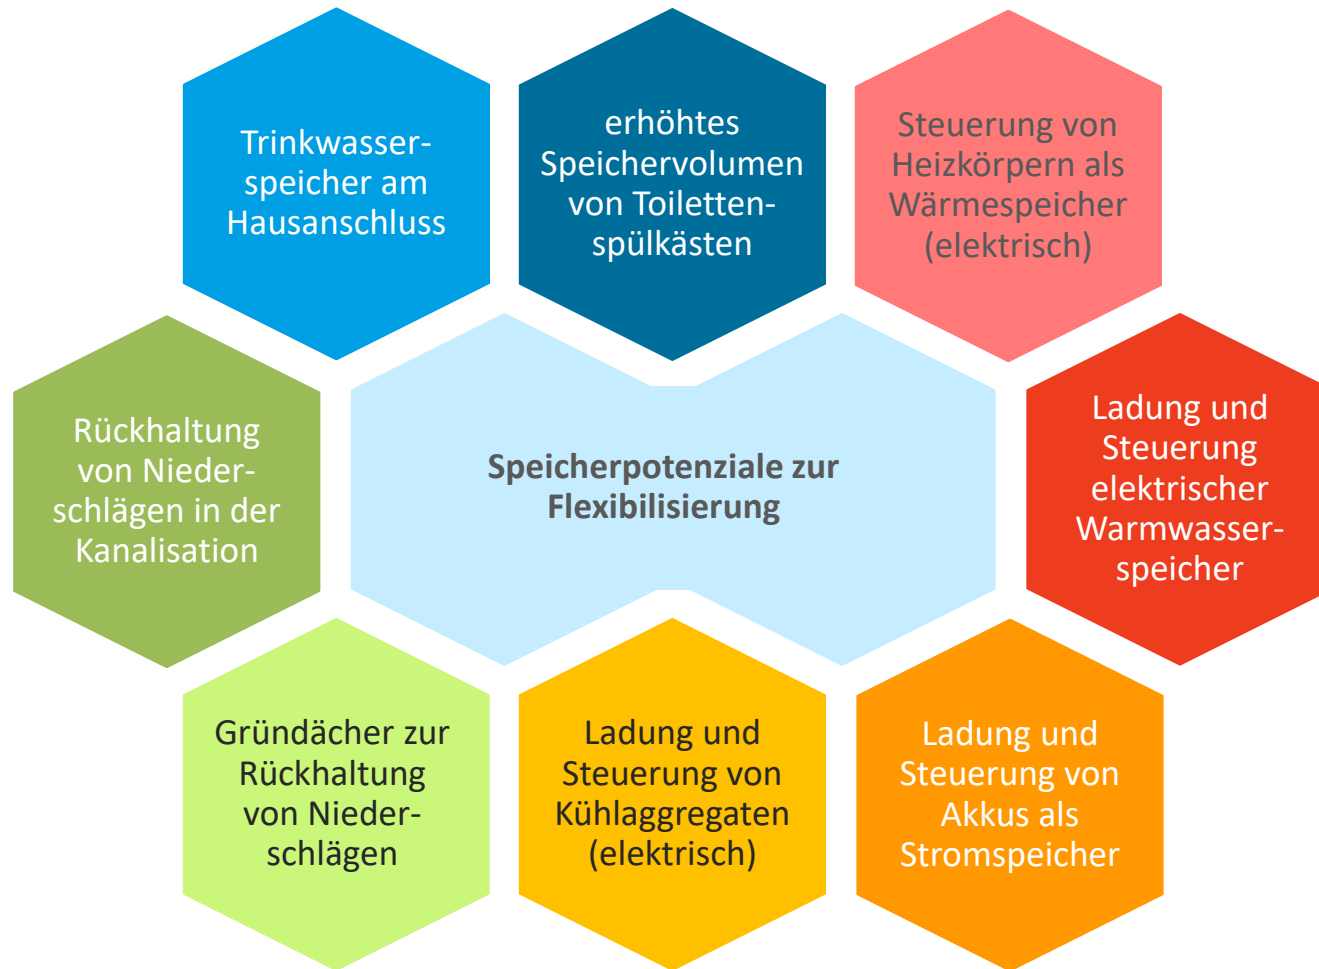 Trinkwasser-
speicher am
Hausanschluss
erhöhtes
Speichervolumen
von Toiletten-
spülkästen
Steuerung von
Heizkörpern als
Wärmespeicher
(elektrisch)
Rückhaltung
von Nieder-
schlägen in der
Kanalisation
Speicherpotenziale zur
Flexibilisierung
Ladung und
Steuerung
elektrischer
Warmwasser-
speicher
Gründächer zur
Rückhaltung
von Nieder-
schlägen
Ladung und
Steuerung von
Kühlaggregaten
(elektrisch)
Ladung und
Steuerung von
Akkus als
Stromspeicher